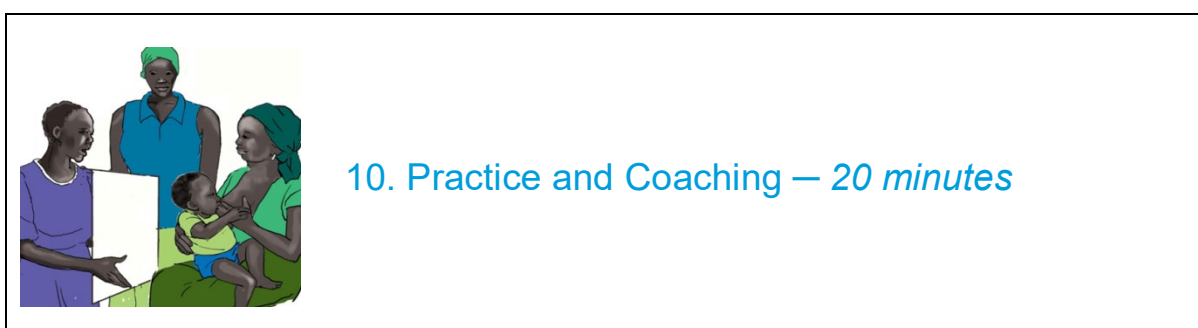 10. Practice and Coaching ─ 20 minutes